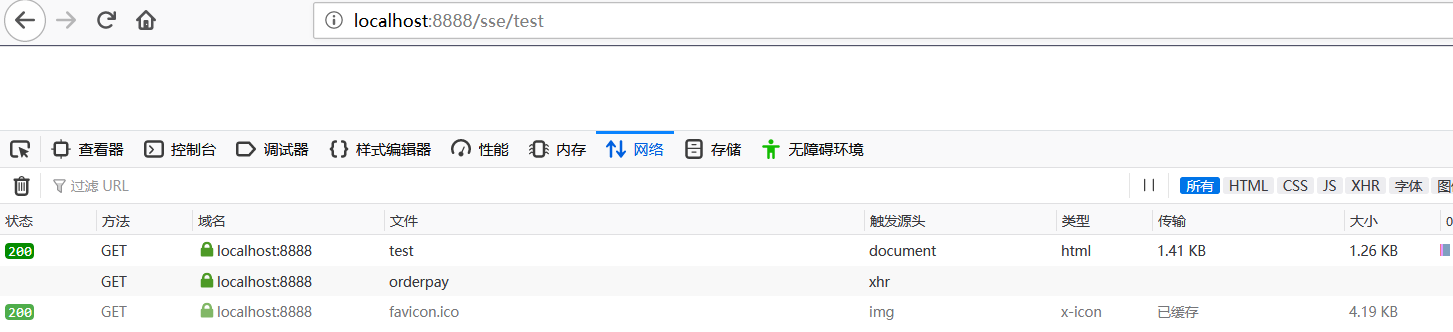 localhost:8888/sse/test
查看器 控制台 调试器 样式编辑器 性能 内存 网络 存储 无障碍环境
过滤 URL 所有 HTML CSS JS XHR 字体
状态 方法 域名 文件 触发源头 类型 传输 大小 0
200 GET localhost:8888 test document html 1.41 KB 1.26 KB
GET localhost:8888 orderpay xhr
200 GET localhost:8888 favicon.ico img x-icon 已缓存 4.19 KB